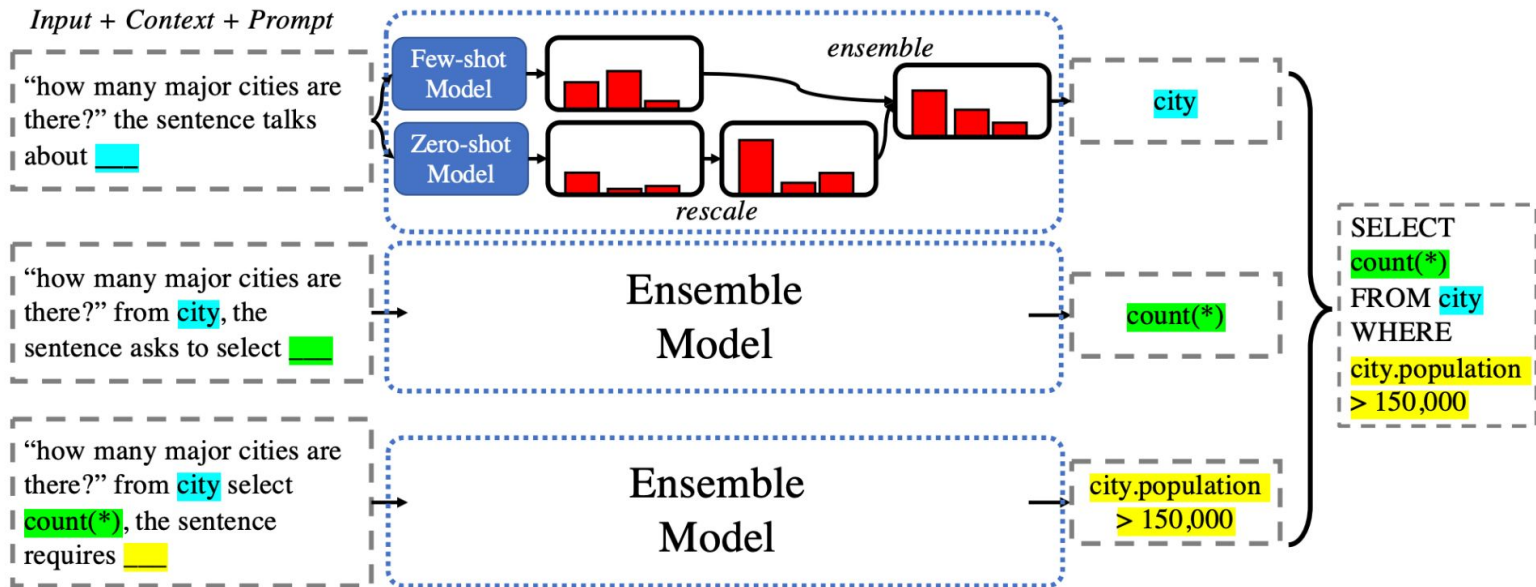 Input + Context + Prompt
“how many major cities are
there?” the sentence talks
about ___
Few-shot
Model
Zero-shot
Model
rescale
ensemble
city
“how many major cities are
there?” from city, the
sentence asks to select ___
Ensemble
Model
count(*)
“how many major cities are
there?” from city select
count(*), the sentence
requires ___
Ensemble
Model
city.population
> 150,000
SELECT
count(*)
FROM city
WHERE
city.population
> 150,000